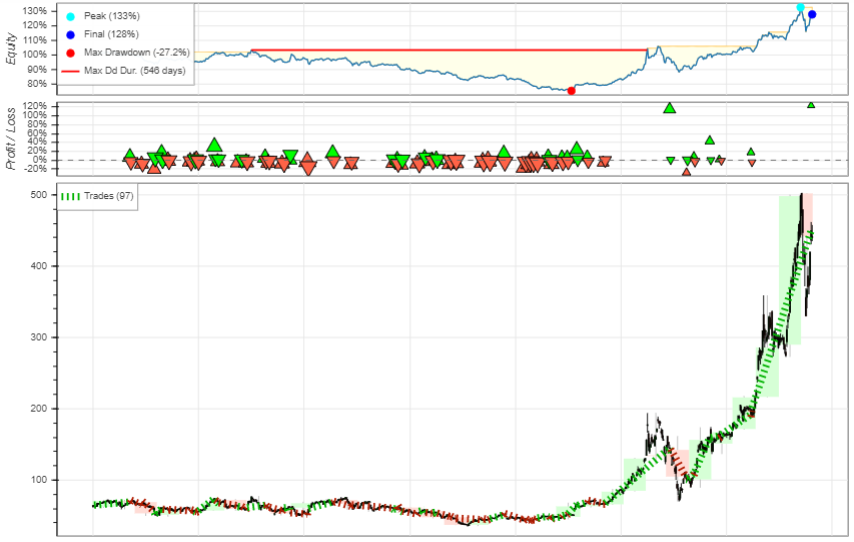 Equity
130%
120%
110%
100%
90%
80%
Peak (133%)
Final (128%)
Max Drawdown (-27.2%)
Max Dd Dur. (546 days)
Profit / Loss
120%
100%
80%
60%
40%
20%
0%
-20%
Trades (97)
500
400
300
200
100